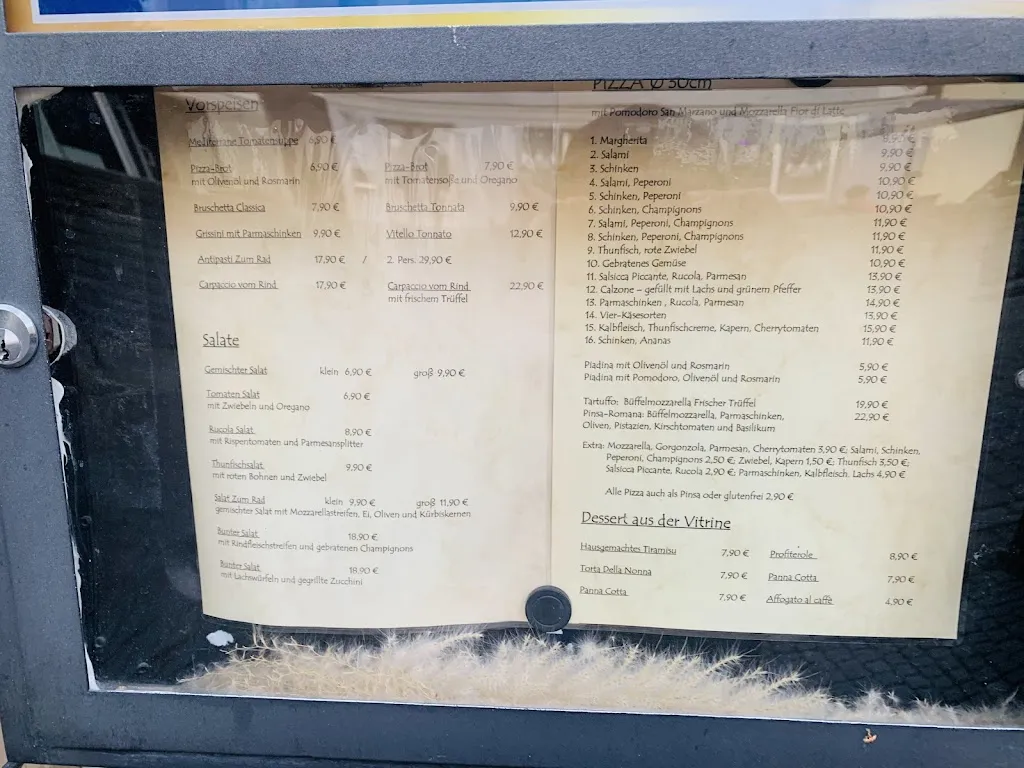 Vorspeisen
Mediterrane Tomatensuppe 6,90 €
Pizza-Brot 6,90 € Pizza-Brot 7,90 €
mit Olivenöl und Rosmarin mit Tomatensoße und Oregano
Bruschetta Classica 7,90 € Bruschetta Tonnata 9,90 €
Grissini mit Parmaschinken 9,90 € Vitello Tonnato 12,90 €
Antipasti Zum Rad 17,90 € / 2 Pers. 29,90 €
Carpaccio vom Rind 17,90 € Carpaccio vom Rind 22,90 €
mit frischem Trüffel
Salate
Gemischter Salat klein 6,90 € groß 9,90 €
Tomaten Salat 6,90 €
mit Zwiebeln und Oregano
Rucola Salat 8,90 €
mit Rispentomaten und Parmesansplitter
Thunfischsalat 9,90 €
mit roten Bohnen und Zwiebel
Salat Zum Rad klein 9,90 € groß 11,90 €
gemischter Salat mit Mozzarellastreifen, Ei, Oliven und Kürbiskernen
Bunter Salat 18,90 €
mit Rindfleischstreifen und gebratenen Champignons
Bunter Salat 18,90 €
mit Lachswürfeln und gegrillte Zucchini
PIZZA Ø 30cm
mit Pomodoro San Marzano und Mozzarella Fior di Latte
1. Margherita 8,90 €
2. Salami 9,90 €
3. Schinken 9,90 €
4. Salami, Peperoni 10,90 €
5. Schinken, Peperoni 10,90 €
6. Schinken, Champignons 10,90 €
7. Salami, Peperoni, Champignons 11,90 €
8. Schinken, Peperoni, Champignons 11,90 €
9. Thunfisch, rote Zwiebel 11,90 €
10. Gebratenes Gemüse 10,90 €
11. Salsicca Piccante, Rucola, Parmesan 13,90 €
12. Calzone – gefüllt mit Lachs und grünem Pfeffer 13,90 €
13. Parmaschinken , Rucola, Parmesan 14,90 €
14. Vier-Käsesorten 13,90 €
15. Kalbfleisch, Thunfischcreme, Kapern, Cherrytomaten 15,90 €
16. Schinken, Ananas 11,90 €
Piadina mit Olivenöl und Rosmarin 5,90 €
Piadina mit Pomodoro, Olivenöl und Rosmarin 5,90 €
Tartuffo: Büffelmozzarella Frischer Trüffel 19,90 €
Pinsa-Romana: Büffelmozzarella, Parmaschinken, 22,90 €
Oliven, Pistazien, Kirschtomaten und Basilikum
Extra: Mozzarella, Gorgonzola, Parmesan, Cherrytomaten 3,90 €; Salami, Schinken,
Peperoni, Champignons 2,50 €; Zwiebel, Kapern 1,50 €; Thunfisch 3,50 €;
Salsicca Piccante, Rucola 2,90 €; Parmaschinken, Kalbfleisch, Lachs 4,90 €
Alle Pizza auch als Pinsa oder glutenfrei 2,90 €
Dessert aus der Vitrine
Hausgemachtes Tiramisu 7,90 € Profiterole 8,90 €
Torta Della Nonna 7,90 € Panna Cotta 7,90 €
Panna Cotta 7,90 € Affogato al caffè 4,90 €